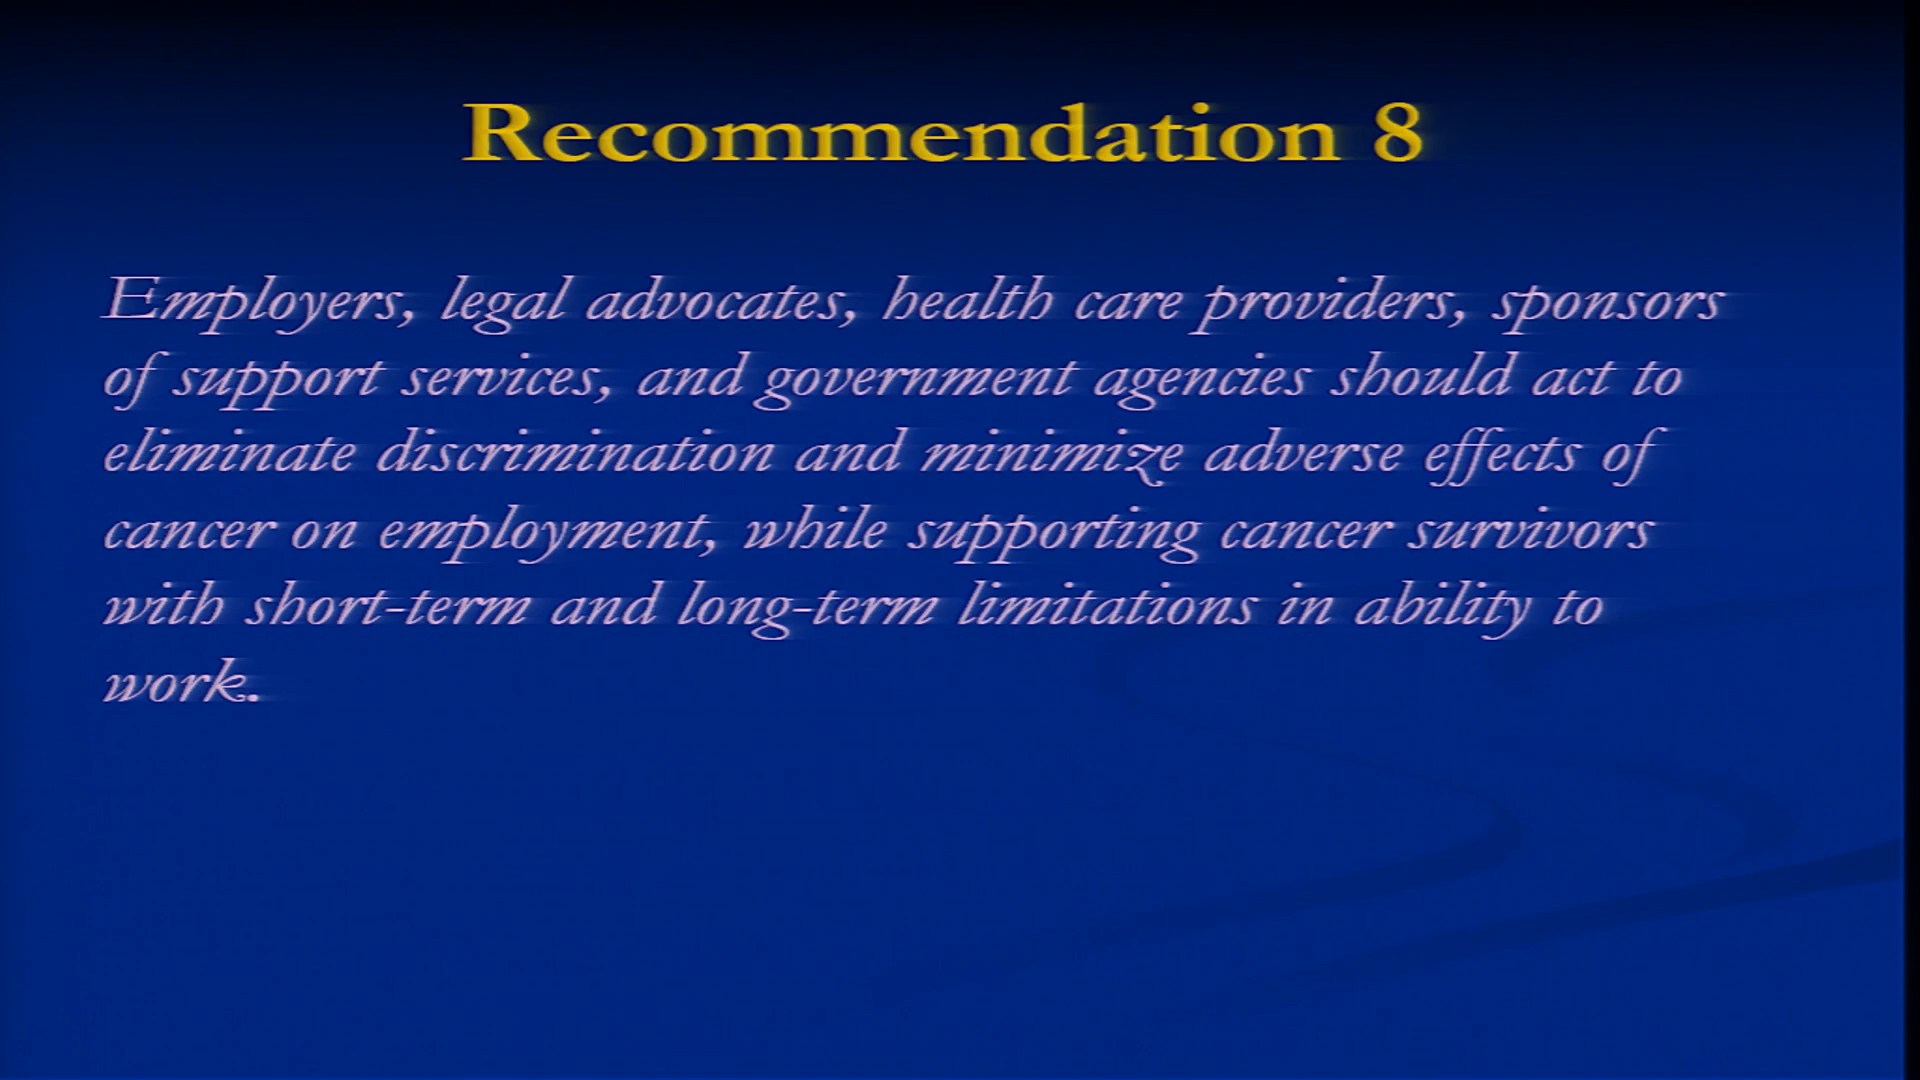 Recommendation 8
Employers, legal advocates, health care providers, sponsors
of support services, and government agencies should act to
eliminate discrimination and minimize adverse effects of
cancer on employment, while supporting cancer survivors
with short-term and long-term limitations in ability to
work.